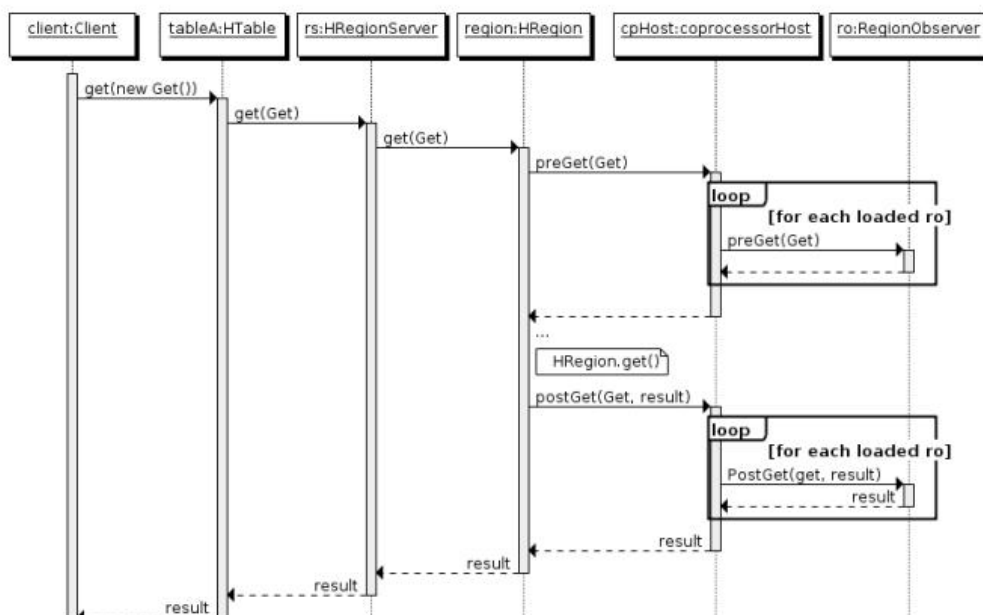 client:Client
tableA:HTable
rs:HRegionServer
region:HRegion
cpHost:coprocessorHost
ro:RegionObserver
get(new Get())
get(Get)
get(Get)
preGet(Get)
loop
[for each loaded ro]
preGet(Get)
...
HRegion.get()
postGet(Get, result)
loop
[for each loaded ro]
PostGet(get, result)
result
result
result
result
result